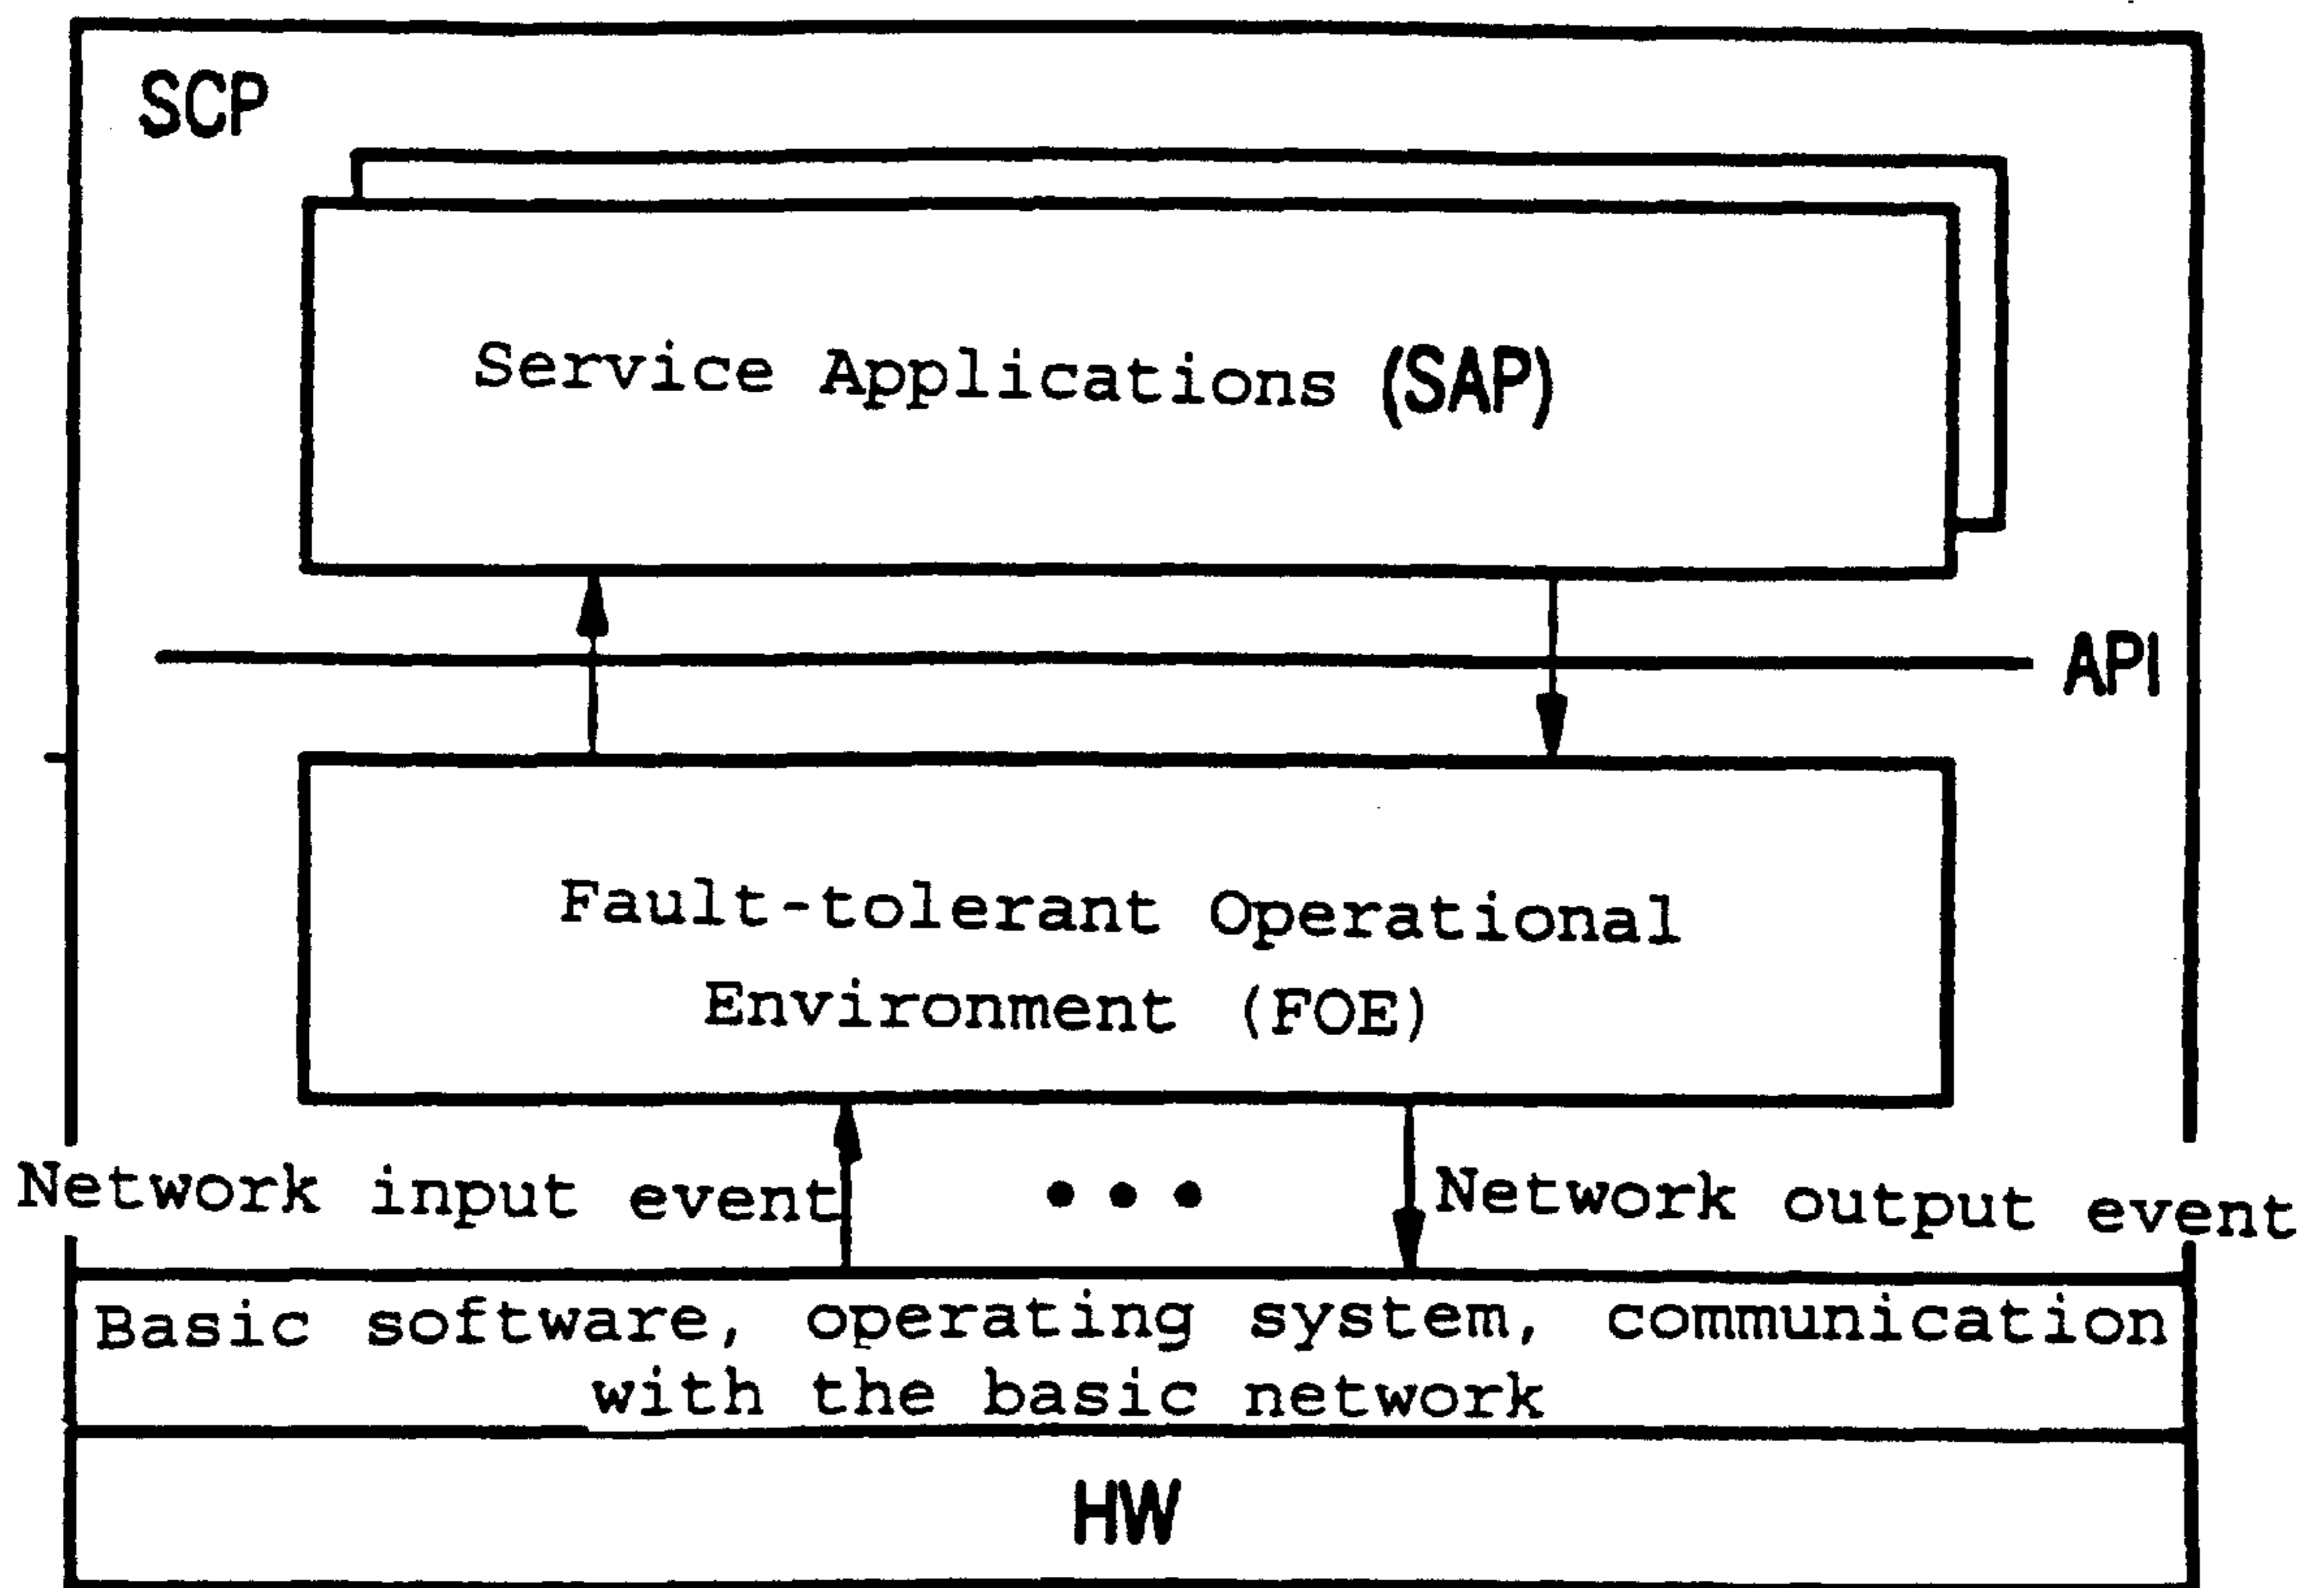 SCP
Service Applications (SAP)
API
Fault-tolerant Operational
Environment (FOE)
Network input event
Network output event
Basic software, operating system, communication
with the basic network
HW